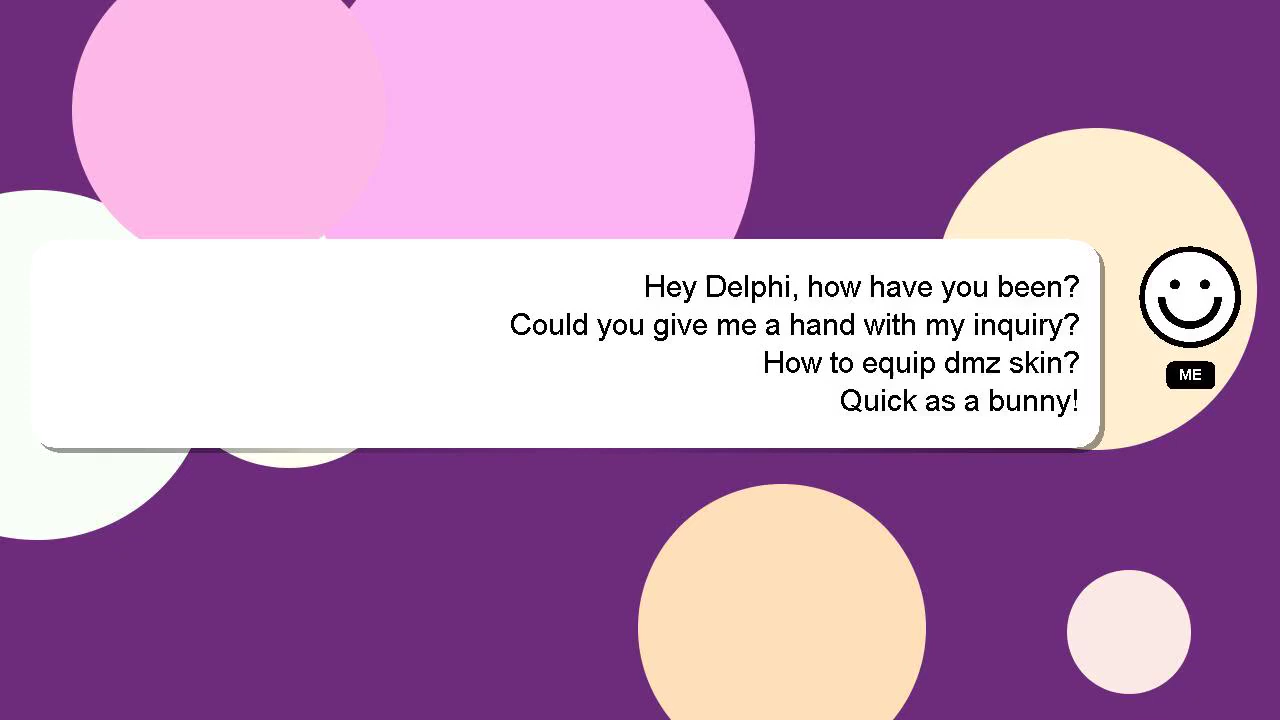 Hey Delphi, how have you been?
Could you give me a hand with my inquiry?
How to equip dmz skin?
Quick as a bunny!
ME